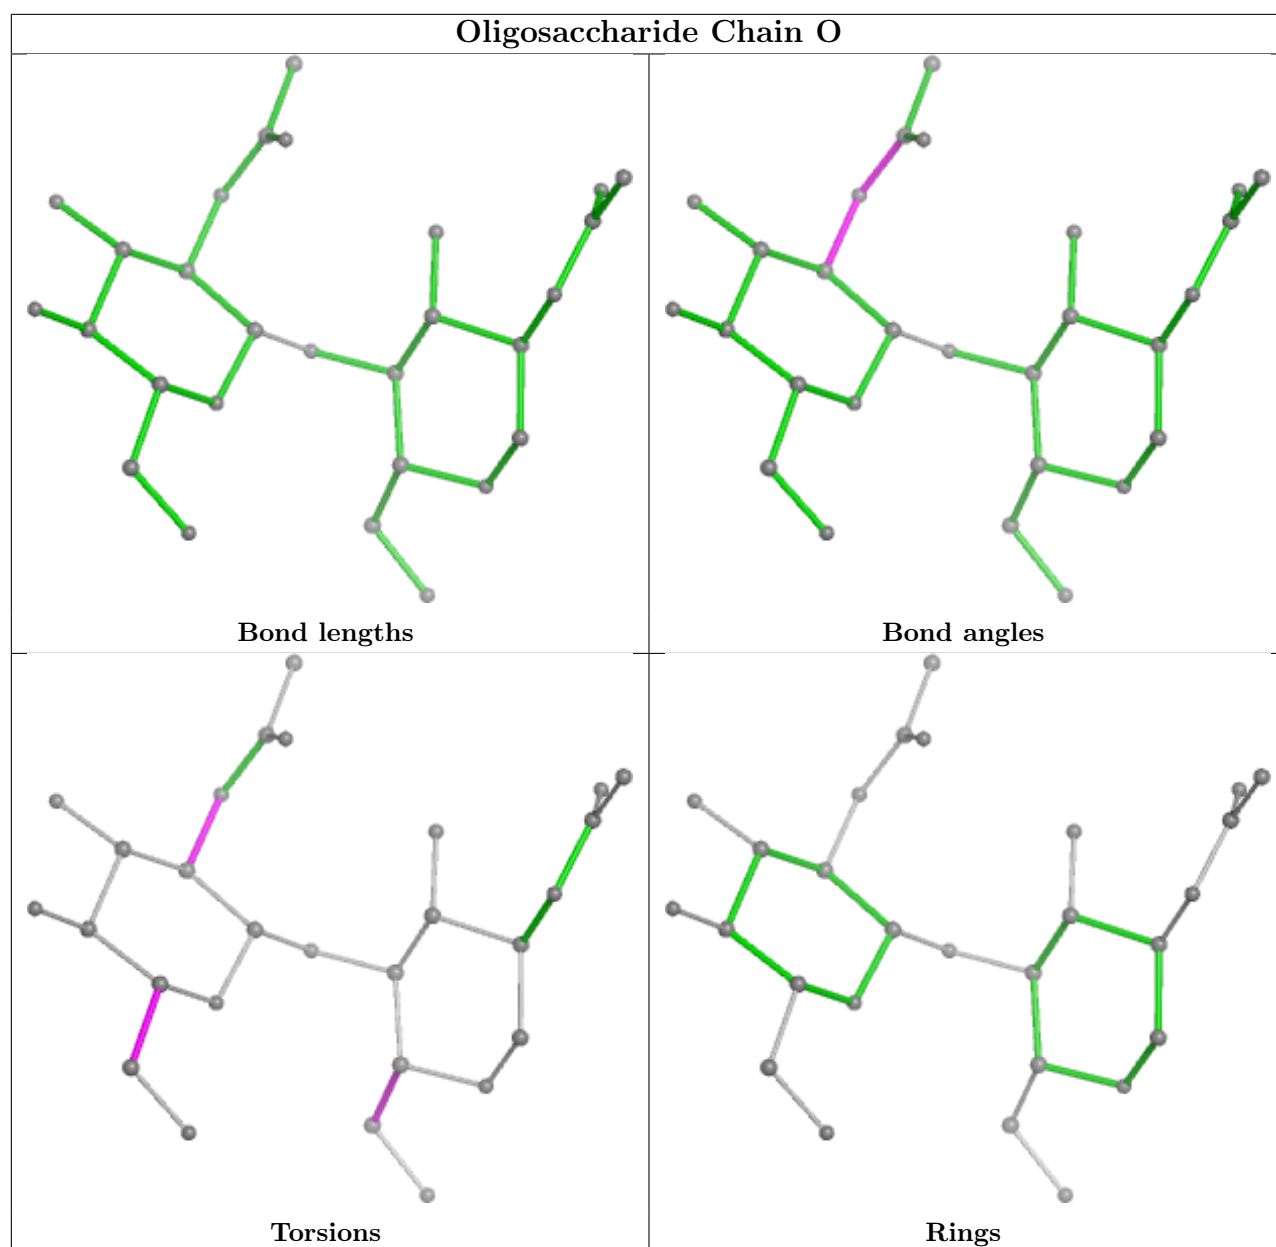 Oligosaccharide Chain O
Bond lengths
Bond angles
Torsions
Rings